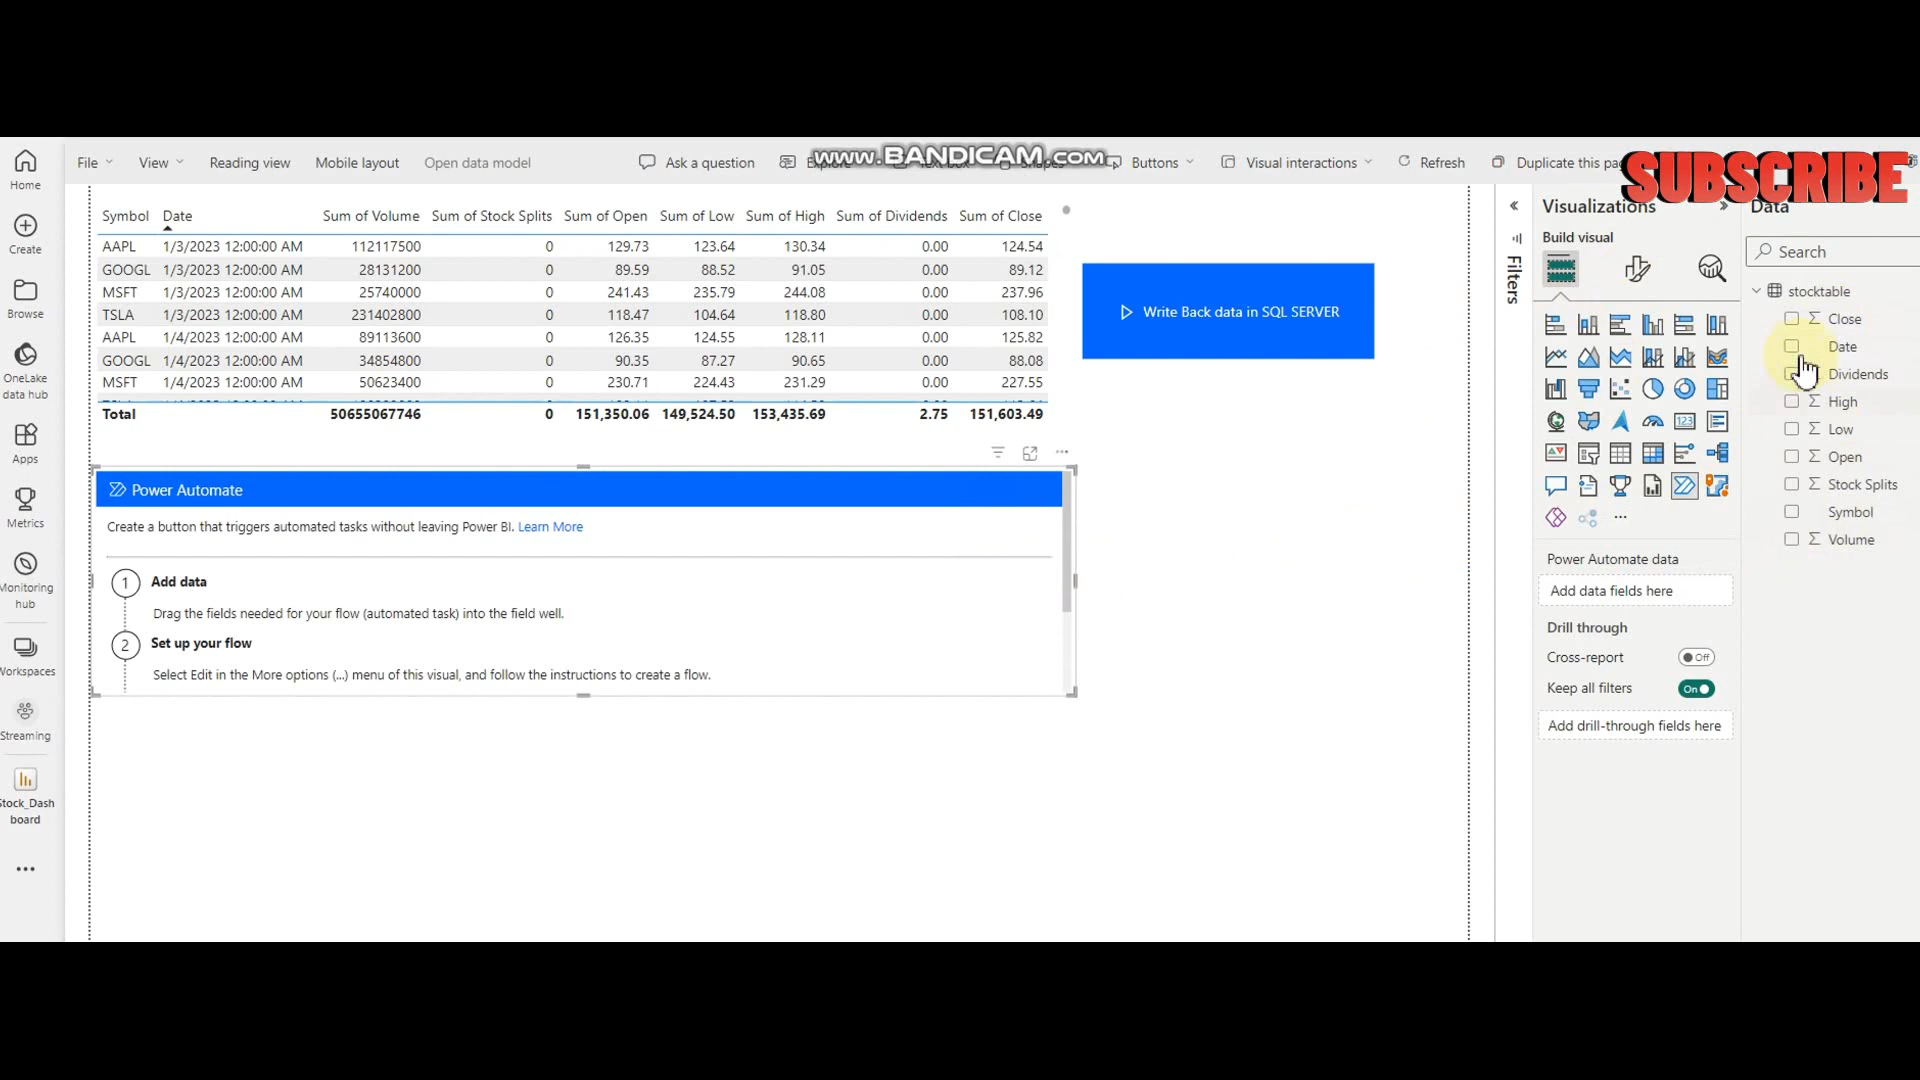 www.BANDICAM.COM
SUBSCRIBE
File
View
Reading view
Mobile layout
Open data model
Ask a question
Explore
Text box
Shapes
Buttons
Visual interactions
Refresh
Duplicate this pag
Home
Create
Browse
OneLake
data hub
Apps
Metrics
Monitoring
hub
Workspaces
Streaming
Stock_Dash
board
Symbol Date Sum of Volume Sum of Stock Splits Sum of Open Sum of Low Sum of High Sum of Dividends Sum of Close
AAPL 1/3/2023 12:00:00 AM 112117500 0 129.73 123.64 130.34 0.00 124.54
GOOGL 1/3/2023 12:00:00 AM 28131200 0 89.59 88.52 91.05 0.00 89.12
MSFT 1/3/2023 12:00:00 AM 25740000 0 241.43 235.79 244.08 0.00 237.96
TSLA 1/3/2023 12:00:00 AM 231402800 0 118.47 104.64 118.80 0.00 108.10
AAPL 1/4/2023 12:00:00 AM 89113600 0 126.35 124.55 128.11 0.00 125.82
GOOGL 1/4/2023 12:00:00 AM 34854800 0 90.35 87.27 90.65 0.00 88.08
MSFT 1/4/2023 12:00:00 AM 50623400 0 230.71 224.43 231.29 0.00 227.55
Total 50655067746 0 151,350.06 149,524.50 153,435.69 2.75 151,603.49
Write Back data in SQL SERVER
Power Automate
Create a button that triggers automated tasks without leaving Power BI. Learn More
1 Add data
Drag the fields needed for your flow (automated task) into the field well.
2 Set up your flow
Select Edit in the More options (...) menu of this visual, and follow the instructions to create a flow.
Filters
Visualizations
Build visual
Power Automate data
Add data fields here
Drill through
Cross-report Off
Keep all filters On
Add drill-through fields here
Data
Search
stocktable
Close
Date
Dividends
High
Low
Open
Stock Splits
Symbol
Volume